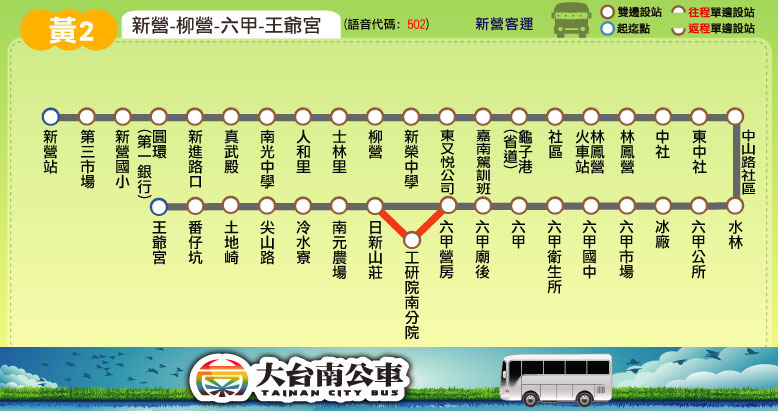 黃2
新營-柳營-六甲-王爺宮
(語音代碼：502)
新營客運
雙邊設站
起迄點
往程單邊設站
返程單邊設站
新營站
第三市場
新營國小
圓環(第一銀行)
新進路口
真武殿
南光中學
人和里
士林里
柳營
新榮中學
東又悅公司
嘉南駕訓班
龜子港(省道)
社區
林鳳營火車站
林鳳營
中社
東中社
中山路社區
王爺宮
番仔坑
土地崎
尖山路
冷水寮
南元農場
日新山莊
工研院南分院
六甲營房
六甲廟後
六甲
六甲衛生所
六甲國中
六甲市場
冰廠
六甲公所
水林
大台南公車
TAINAN CITY BUS